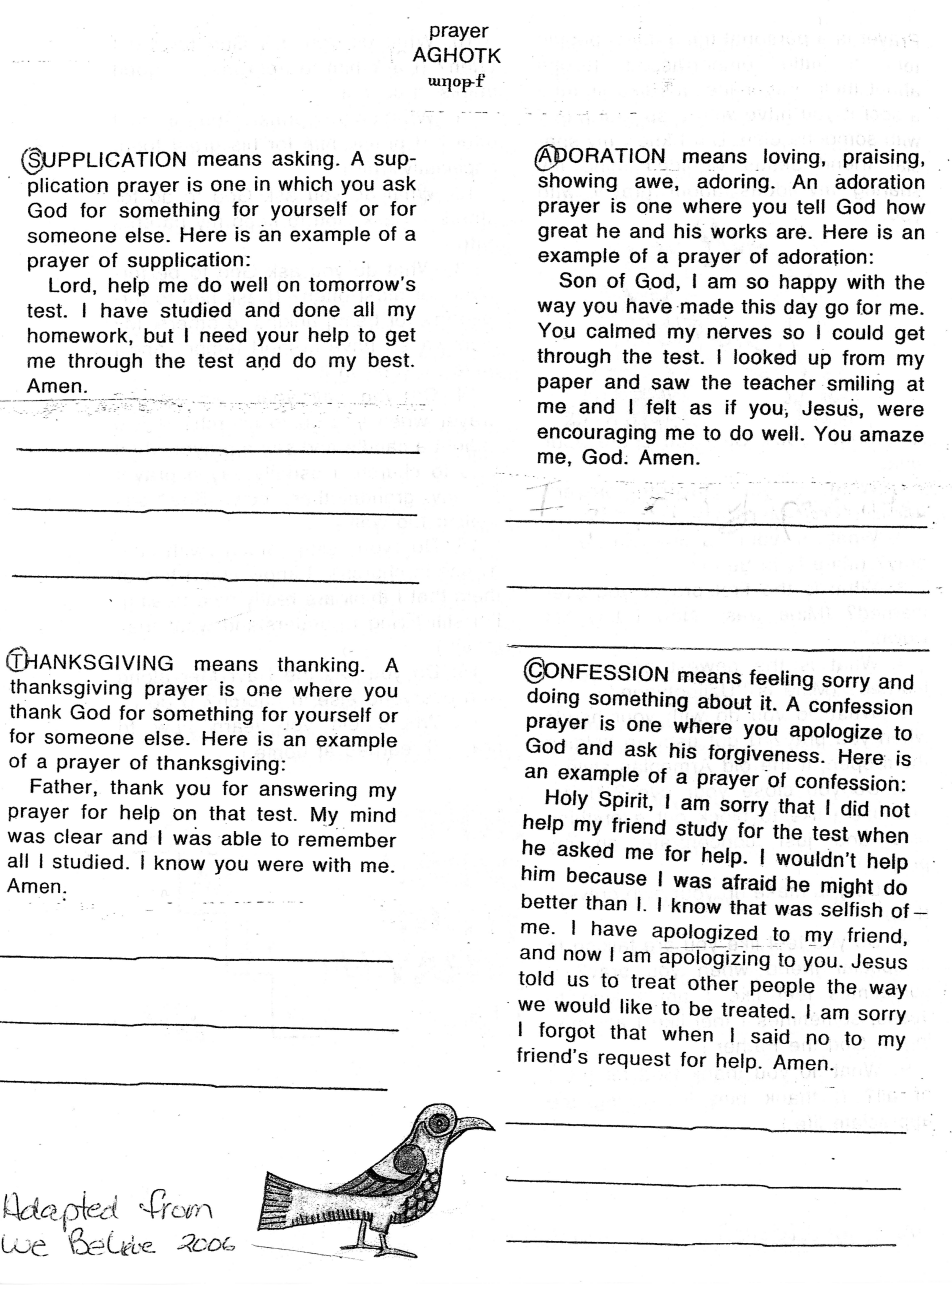 prayer
AGHOTK
աղօթք
SUPPLICATION means asking. A sup-
plication prayer is one in which you ask
God for something for yourself or for
someone else. Here is an example of a
prayer of supplication:
Lord, help me do well on tomorrow's
test. I have studied and done all my
homework, but I need your help to get
me through the test and do my best.
Amen.
ADORATION means loving, praising,
showing awe, adoring. An adoration
prayer is one where you tell God how
great he and his works are. Here is an
example of a prayer of adoration:
Son of God, I am so happy with the
way you have made this day go for me.
You calmed my nerves so I could get
through the test. I looked up from my
paper and saw the teacher smiling at
me and I felt as if you, Jesus, were
encouraging me to do well. You amaze
me, God. Amen.
THANKSGIVING means thanking. A
thanksgiving prayer is one where you
thank God for something for yourself or
for someone else. Here is an example
of a prayer of thanksgiving:
Father, thank you for answering my
prayer for help on that test. My mind
was clear and I was able to remember
all I studied. I know you were with me.
Amen.
CONFESSION means feeling sorry and
doing something about it. A confession
prayer is one where you apologize to
God and ask his forgiveness. Here is
an example of a prayer of confession:
Holy Spirit, I am sorry that I did not
help my friend study for the test when
he asked me for help. I wouldn't help
him because I was afraid he might do
better than I. I know that was selfish of
me. I have apologized to my friend,
and now I am apologizing to you. Jesus
told us to treat other people the way
we would like to be treated. I am sorry
I forgot that when I said no to my
friend's request for help. Amen.
Adapted from
We Belive 2006